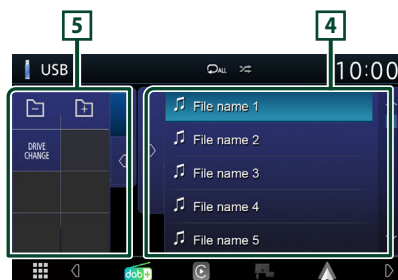 5
4
USB
ALL
10:00
File name 1
File name 2
DRIVE
CHANGE
File name 3
File name 4
File name 5
dab+